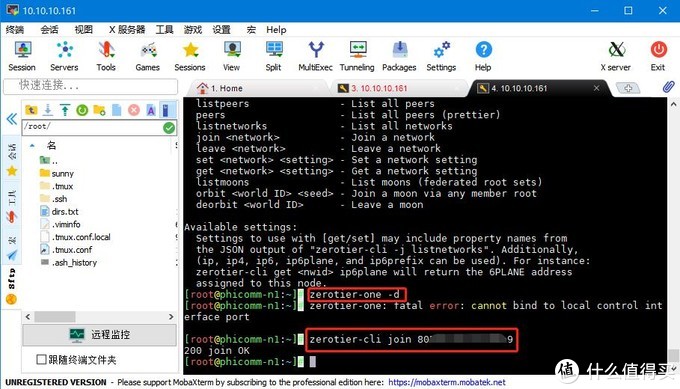 10.10.10.161
终端 会话 视图 X 服务器 工具 游戏 设置 宏 Help
Session Servers Tools Games Sessions View Split MultiExec Tunneling Packages Settings Help X server Exit
快速连接...
1. Home 3. 10.10.10.161 4. 10.10.10.161
/root/
名
..
sunny
.tmux
.ssh
dirs.txt
.viminfo
.tmux.conf.local
.tmux.conf
.ash_history
会话
工具
宏
Sftp
远程监控
跟随终端文件夹
listpeers - List all peers
peers - List all peers (prettier)
listnetworks - List all networks
join <network> - Join a network
leave <network> - Leave a network
set <network> <setting> - Set a network setting
get <network> <setting> - Get a network setting
listmoons - List moons (federated root sets)
orbit <world ID> <seed> - Join a moon via any member root
deorbit <world ID> - Leave a moon
Available settings:
Settings to use with [get/set] may include property names from
the JSON output of "zerotier-cli -j listnetworks". Additionally,
(ip, ip4, ip6, ip6plane, and ip6prefix can be used). For instance:
zerotier-cli get <nwid> ip6plane will return the 6PLANE address
assigned to this node.
[root@phicomm-n1:~]# zerotier-one -d
[root@phicomm-n1:~]# zerotier-one: fatal error: cannot bind to local control int
erface port
[root@phicomm-n1:~]# zerotier-cli join 80 9
200 join OK
[root@phicomm-n1:~]#
UNREGISTERED VERSION - Please support MobaXterm by subscribing to the professional edition here: https://mobaxterm.mobatek.net
值 什么值得买